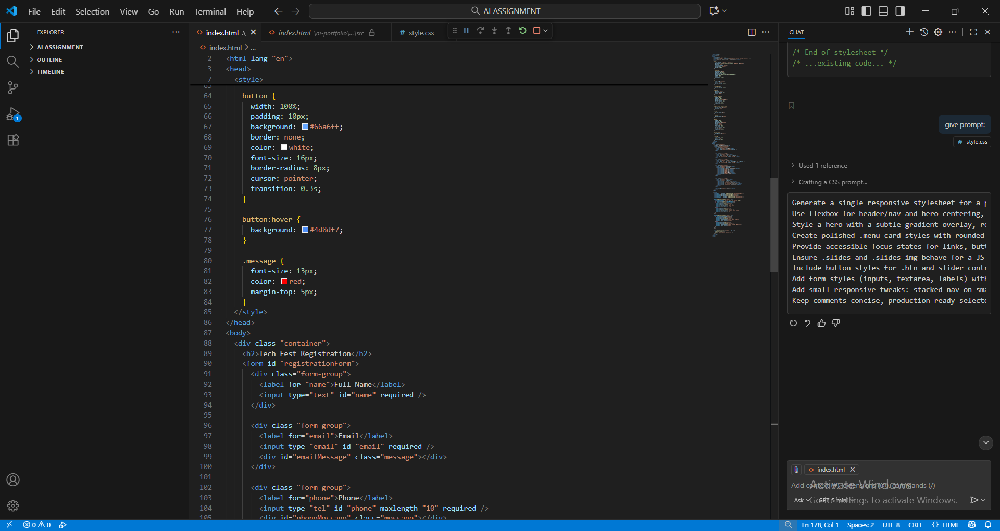 File Edit Selection View Go Run Terminal Help
AI ASSIGNMENT
EXPLORER
AI ASSIGNMENT
OUTLINE
TIMELINE
1
index.html .\
index.html \ai-portfolio\...\src
# style.css
index.html > ...
2 <html lang="en">
3 <head>
7 <style>
63
64 button {
65 width: 100%;
66 padding: 10px;
67 background: #66a6ff;
68 border: none;
69 color: white;
70 font-size: 16px;
71 border-radius: 8px;
72 cursor: pointer;
73 transition: 0.3s;
74 }
75
76 button:hover {
77 background: #4d8df7;
78 }
79
80 .message {
81 font-size: 13px;
82 color: red;
83 margin-top: 5px;
84 }
85 </style>
86 </head>
87 <body>
88 <div class="container">
89 <h2>Tech Fest Registration</h2>
90 <form id="registrationForm">
91 <div class="form-group">
92 <label for="name">Full Name</label>
93 <input type="text" id="name" required />
94 </div>
95
96 <div class="form-group">
97 <label for="email">Email</label>
98 <input type="email" id="email" required />
99 <div id="emailMessage" class="message"></div>
100 </div>
101
102 <div class="form-group">
103 <label for="phone">Phone</label>
104 <input type="tel" id="phone" maxlength="10" required />
105 <div id="phoneMessage" class="message"></div>
CHAT
/* End of stylesheet */
/* ...existing code... */
give prompt:
# style.css
Used 1 reference
Crafting a CSS prompt...
Generate a single responsive stylesheet for a p
Use flexbox for header/nav and hero centering,
Style a hero with a subtle gradient overlay, re
Create polished .menu-card styles with rounded
Provide accessible focus states for links, butt
Ensure .slides and .slides img behave for a JS
Include button styles for .btn and slider contr
Add form styles (inputs, textarea, labels) with
Add small responsive tweaks: stacked nav on sma
Keep comments concise, production-ready selecto
index.html
Add context (#), extensions (@), commands (/)
Ask GPT-5 mini
Activate Windows
Go to Settings to activate Windows.
0 0
Ln 178, Col 1 Spaces: 2 UTF-8 CRLF {} HTML